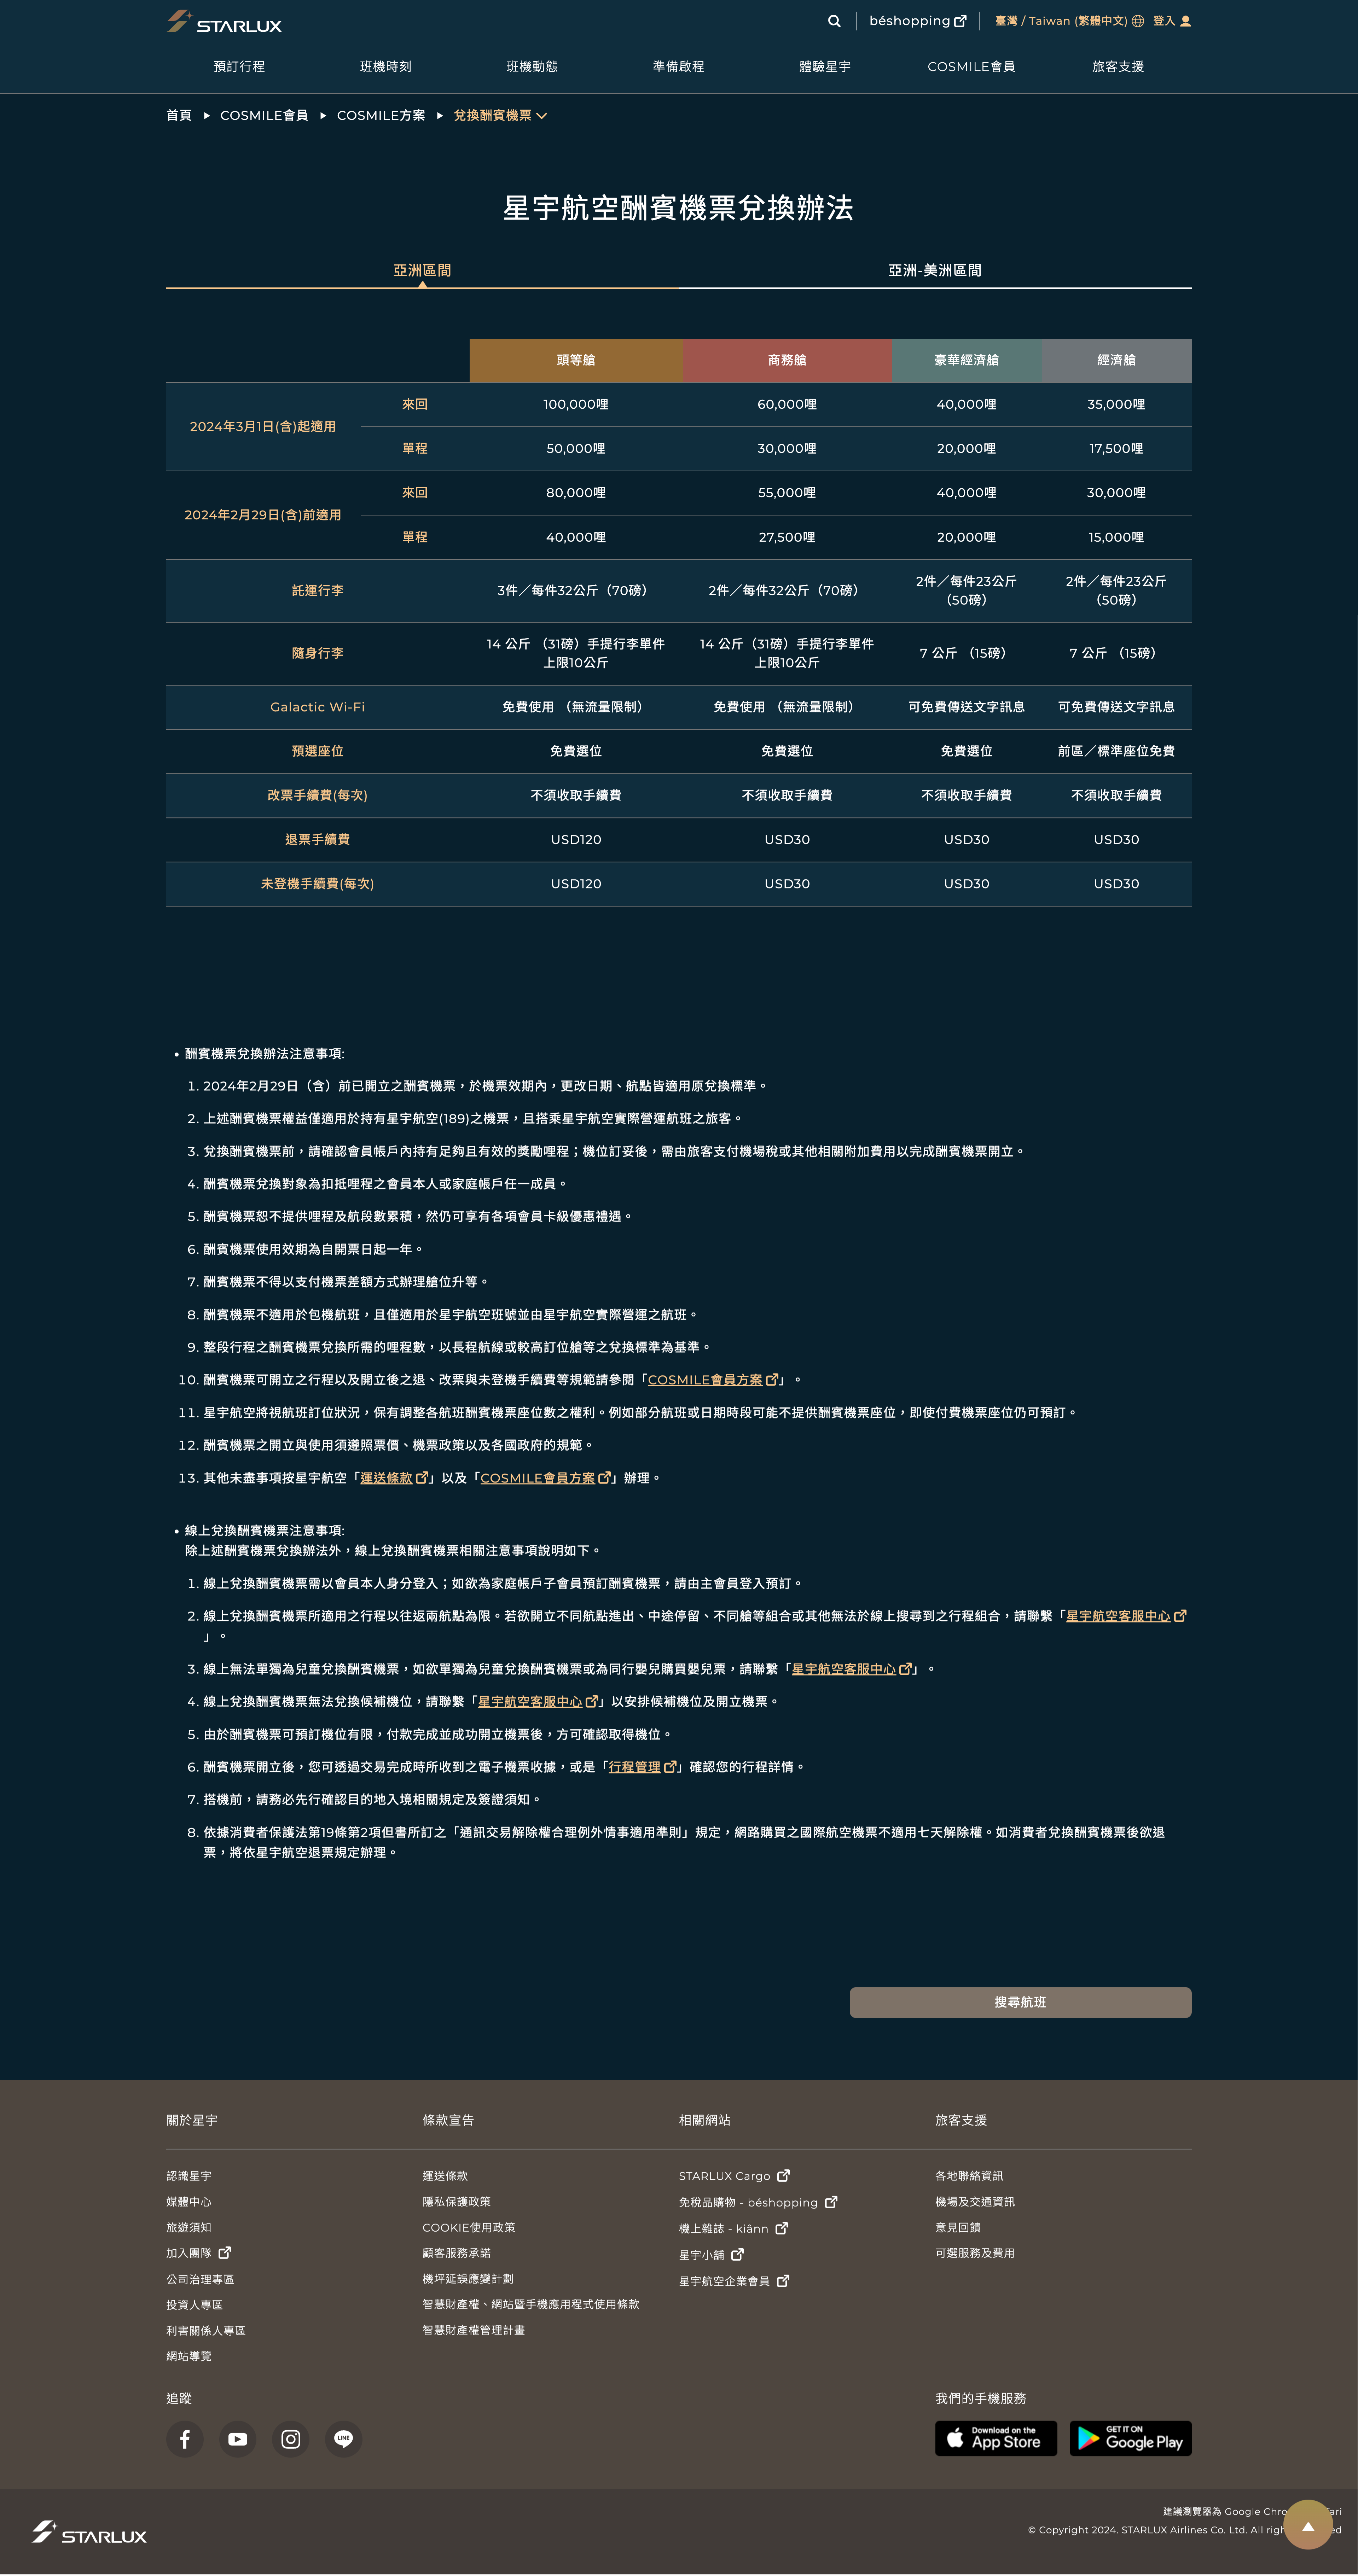 STARLUX
béshopping
臺灣 / Taiwan (繁體中文)
登入
預訂行程
班機時刻
班機動態
準備啟程
體驗星宇
COSMILE會員
旅客支援
首頁 ▶ COSMILE會員 ▶ COSMILE方案 ▶ 兌換酬賓機票
星宇航空酬賓機票兌換辦法
亞洲區間
亞洲-美洲區間
頭等艙 商務艙 豪華經濟艙 經濟艙
2024年3月1日(含)起適用
來回 100,000哩 60,000哩 40,000哩 35,000哩
單程 50,000哩 30,000哩 20,000哩 17,500哩
2024年2月29日(含)前適用
來回 80,000哩 55,000哩 40,000哩 30,000哩
單程 40,000哩 27,500哩 20,000哩 15,000哩
託運行李 3件／每件32公斤（70磅） 2件／每件32公斤（70磅） 2件／每件23公斤（50磅） 2件／每件23公斤（50磅）
隨身行李 14 公斤 （31磅）手提行李單件上限10公斤 14 公斤（31磅）手提行李單件上限10公斤 7 公斤 （15磅） 7 公斤 （15磅）
Galactic Wi-Fi 免費使用 （無流量限制） 免費使用 （無流量限制） 可免費傳送文字訊息 可免費傳送文字訊息
預選座位 免費選位 免費選位 免費選位 前區／標準座位免費
改票手續費(每次) 不須收取手續費 不須收取手續費 不須收取手續費 不須收取手續費
退票手續費 USD120 USD30 USD30 USD30
未登機手續費(每次) USD120 USD30 USD30 USD30
• 酬賓機票兌換辦法注意事項:
1. 2024年2月29日（含）前已開立之酬賓機票，於機票效期內，更改日期、航點皆適用原兌換標準。
2. 上述酬賓機票權益僅適用於持有星宇航空(189)之機票，且搭乘星宇航空實際營運航班之旅客。
3. 兌換酬賓機票前，請確認會員帳戶內持有足夠且有效的獎勵哩程；機位訂妥後，需由旅客支付機場稅或其他相關附加費用以完成酬賓機票開立。
4. 酬賓機票兌換對象為扣抵哩程之會員本人或家庭帳戶任一成員。
5. 酬賓機票恕不提供哩程及航段數累積，然仍可享有各項會員卡級優惠禮遇。
6. 酬賓機票使用效期為自開票日起一年。
7. 酬賓機票不得以支付機票差額方式辦理艙位升等。
8. 酬賓機票不適用於包機航班，且僅適用於星宇航空班號並由星宇航空實際營運之航班。
9. 整段行程之酬賓機票兌換所需的哩程數，以長程航線或較高訂位艙等之兌換標準為基準。
10. 酬賓機票可開立之行程以及開立後之退、改票與未登機手續費等規範請參閱「COSMILE會員方案」。
11. 星宇航空將視航班訂位狀況，保有調整各航班酬賓機票座位數之權利。例如部分航班或日期時段可能不提供酬賓機票座位，即使付費機票座位仍可預訂。
12. 酬賓機票之開立與使用須遵照票價、機票政策以及各國政府的規範。
13. 其他未盡事項按星宇航空「運送條款」以及「COSMILE會員方案」辦理。
• 線上兌換酬賓機票注意事項:
除上述酬賓機票兌換辦法外，線上兌換酬賓機票相關注意事項說明如下。
1. 線上兌換酬賓機票需以會員本人身分登入；如欲為家庭帳戶子會員預訂酬賓機票，請由主會員登入預訂。
2. 線上兌換酬賓機票所適用之行程以往返兩航點為限。若欲開立不同航點進出、中途停留、不同艙等組合或其他無法於線上搜尋到之行程組合，請聯繫「星宇航空客服中心
」。
3. 線上無法單獨為兒童兌換酬賓機票，如欲單獨為兒童兌換酬賓機票或為同行嬰兒購買嬰兒票，請聯繫「星宇航空客服中心」。
4. 線上兌換酬賓機票無法兌換候補機位，請聯繫「星宇航空客服中心」以安排候補機位及開立機票。
5. 由於酬賓機票可預訂機位有限，付款完成並成功開立機票後，方可確認取得機位。
6. 酬賓機票開立後，您可透過交易完成時所收到之電子機票收據，或是「行程管理」確認您的行程詳情。
7. 搭機前，請務必先行確認目的地入境相關規定及簽證須知。
8. 依據消費者保護法第19條第2項但書所訂之「通訊交易解除權合理例外情事適用準則」規定，網路購買之國際航空機票不適用七天解除權。如消費者兌換酬賓機票後欲退
票，將依星宇航空退票規定辦理。
搜尋航班
關於星宇
認識星宇
媒體中心
旅遊須知
加入團隊
公司治理專區
投資人專區
利害關係人專區
網站導覽
條款宣告
運送條款
隱私保護政策
COOKIE使用政策
顧客服務承諾
機坪延誤應變計劃
智慧財產權、網站暨手機應用程式使用條款
智慧財產權管理計畫
相關網站
STARLUX Cargo
免稅品購物 - béshopping
機上雜誌 - kiânn
星宇小舖
星宇航空企業會員
旅客支援
各地聯絡資訊
機場及交通資訊
意見回饋
可選服務及費用
追蹤
LINE
我們的手機服務
Download on the
App Store
GET IT ON
Google Play
STARLUX
建議瀏覽器為 Google
© Copyright 2024. STARLUX Airlines Co. Ltd. All